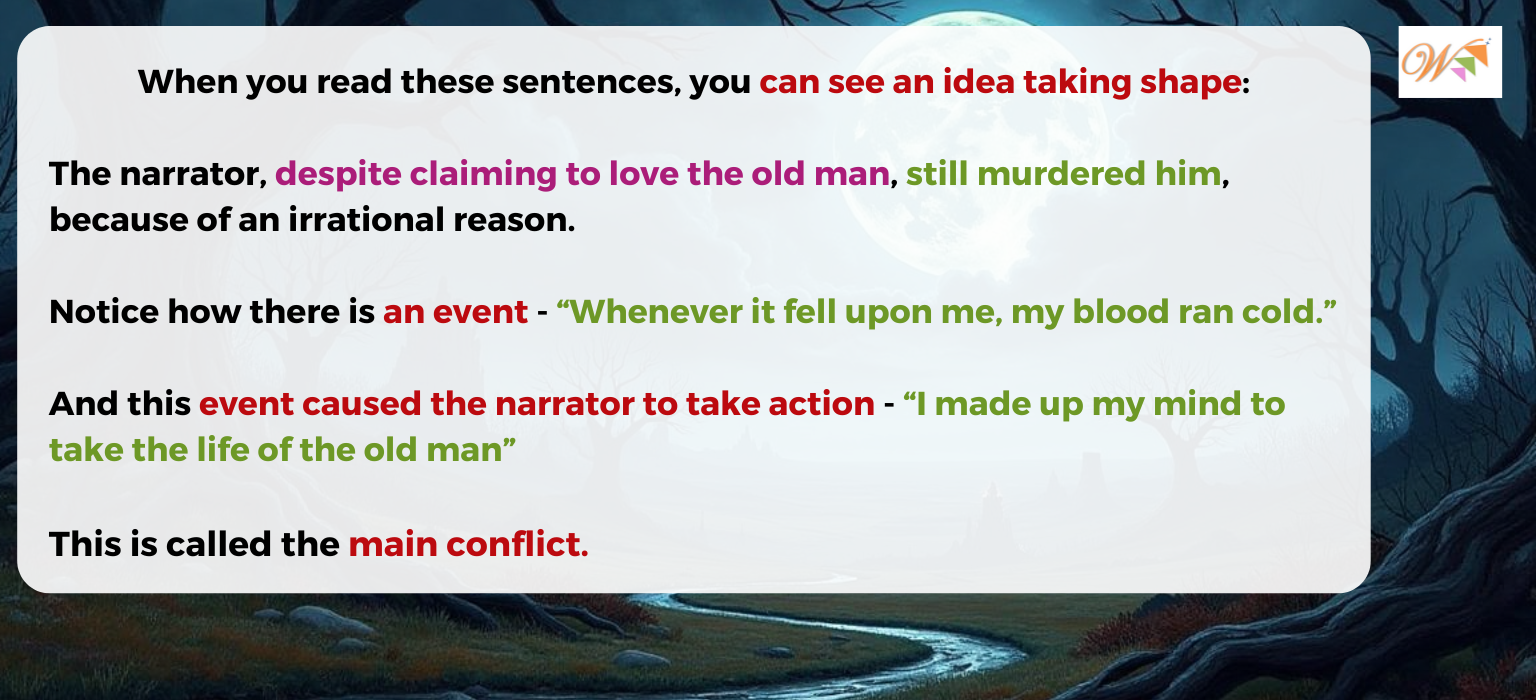 When you read these sentences, you can see an idea taking shape:
The narrator, despite claiming to love the old man, still murdered him,
because of an irrational reason.
Notice how there is an event - “Whenever it fell upon me, my blood ran cold.”
And this event caused the narrator to take action - “I made up my mind to
take the life of the old man”
This is called the main conflict.
W